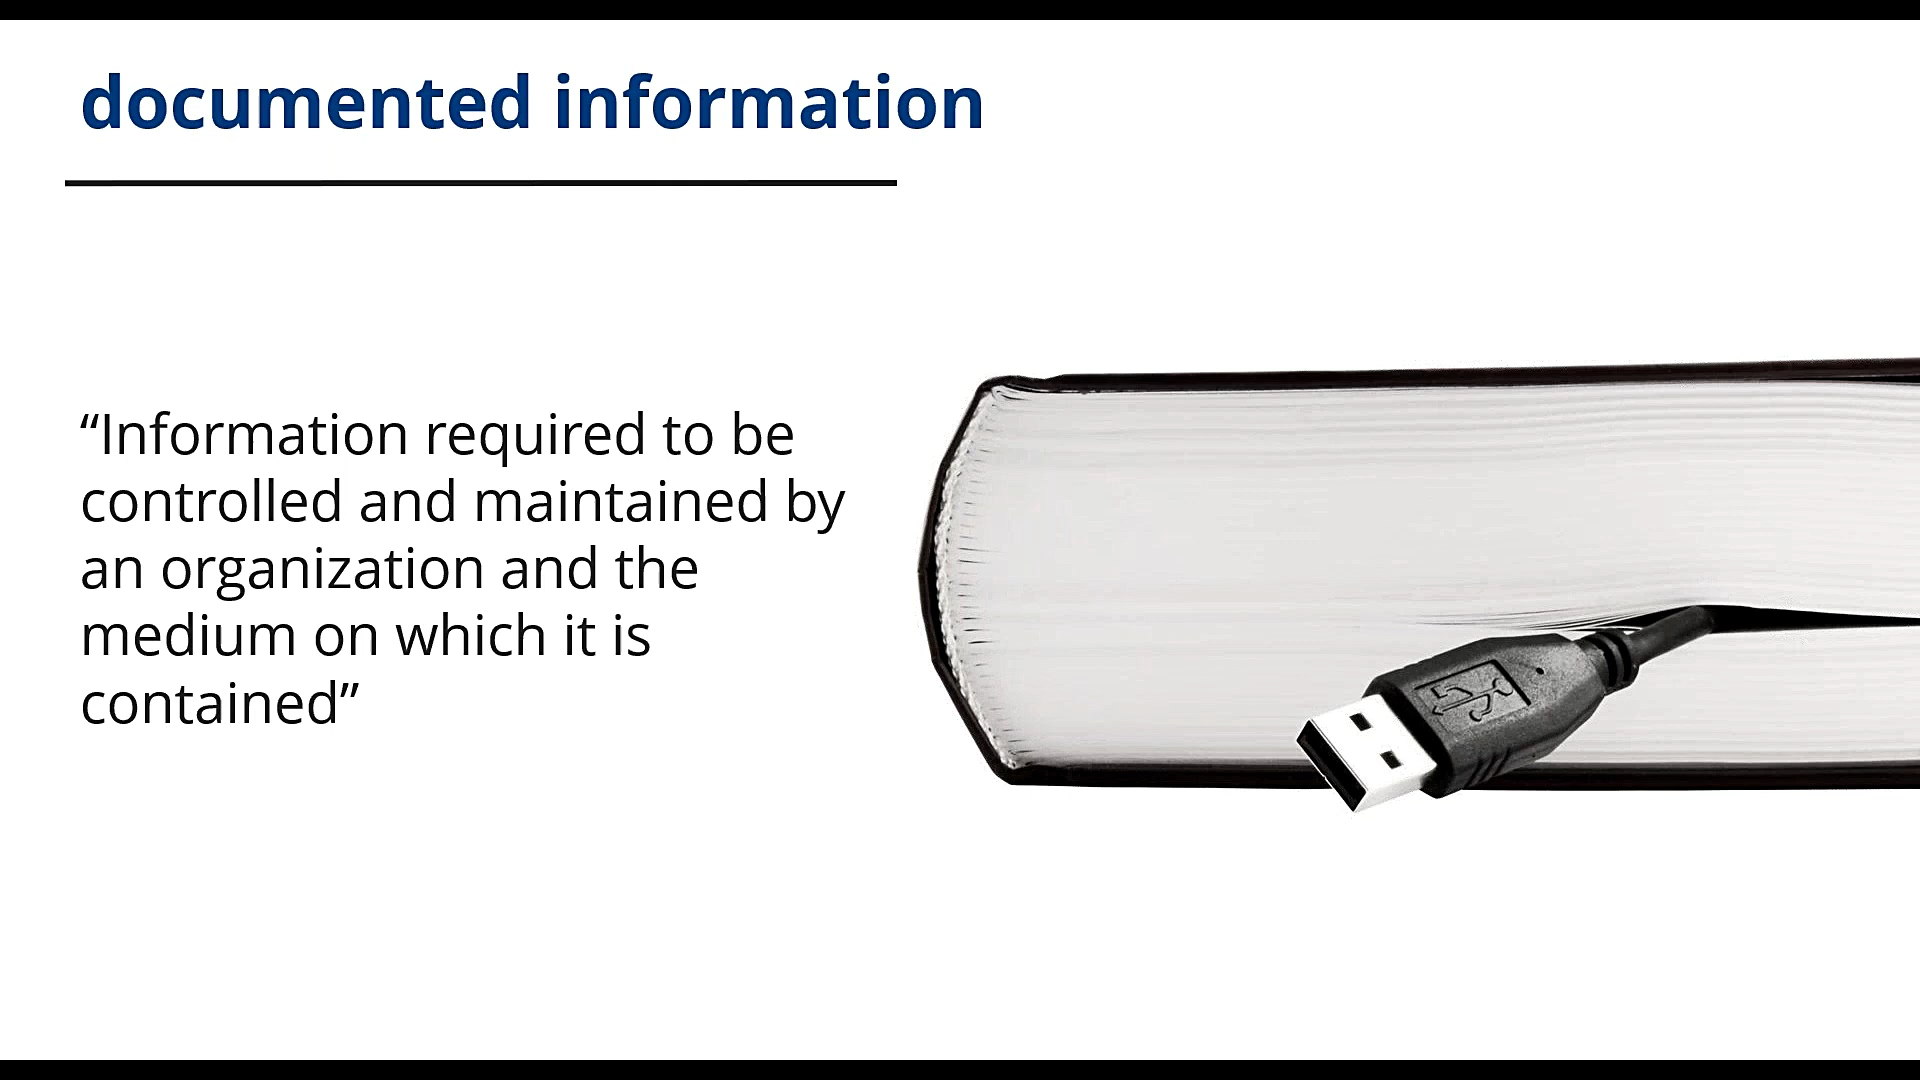 documented information
“Information required to be
controlled and maintained by
an organization and the
medium on which it is
contained”